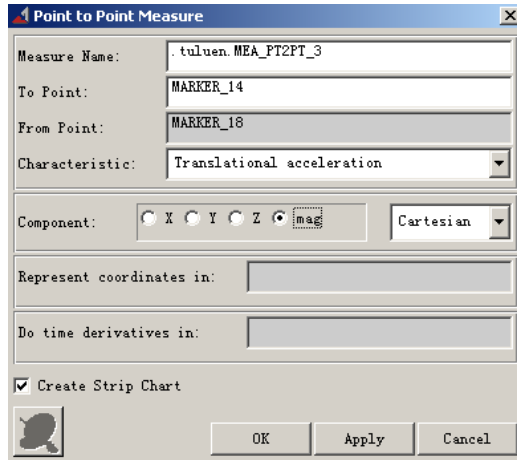 Point to Point Measure
Measure Name: .tuluen.MEA_PT2PT_3
To Point: MARKER_14
From Point: MARKER_18
Characteristic: Translational acceleration
Component: X Y Z mag Cartesian
Represent coordinates in:
Do time derivatives in:
Create Strip Chart
OK Apply Cancel